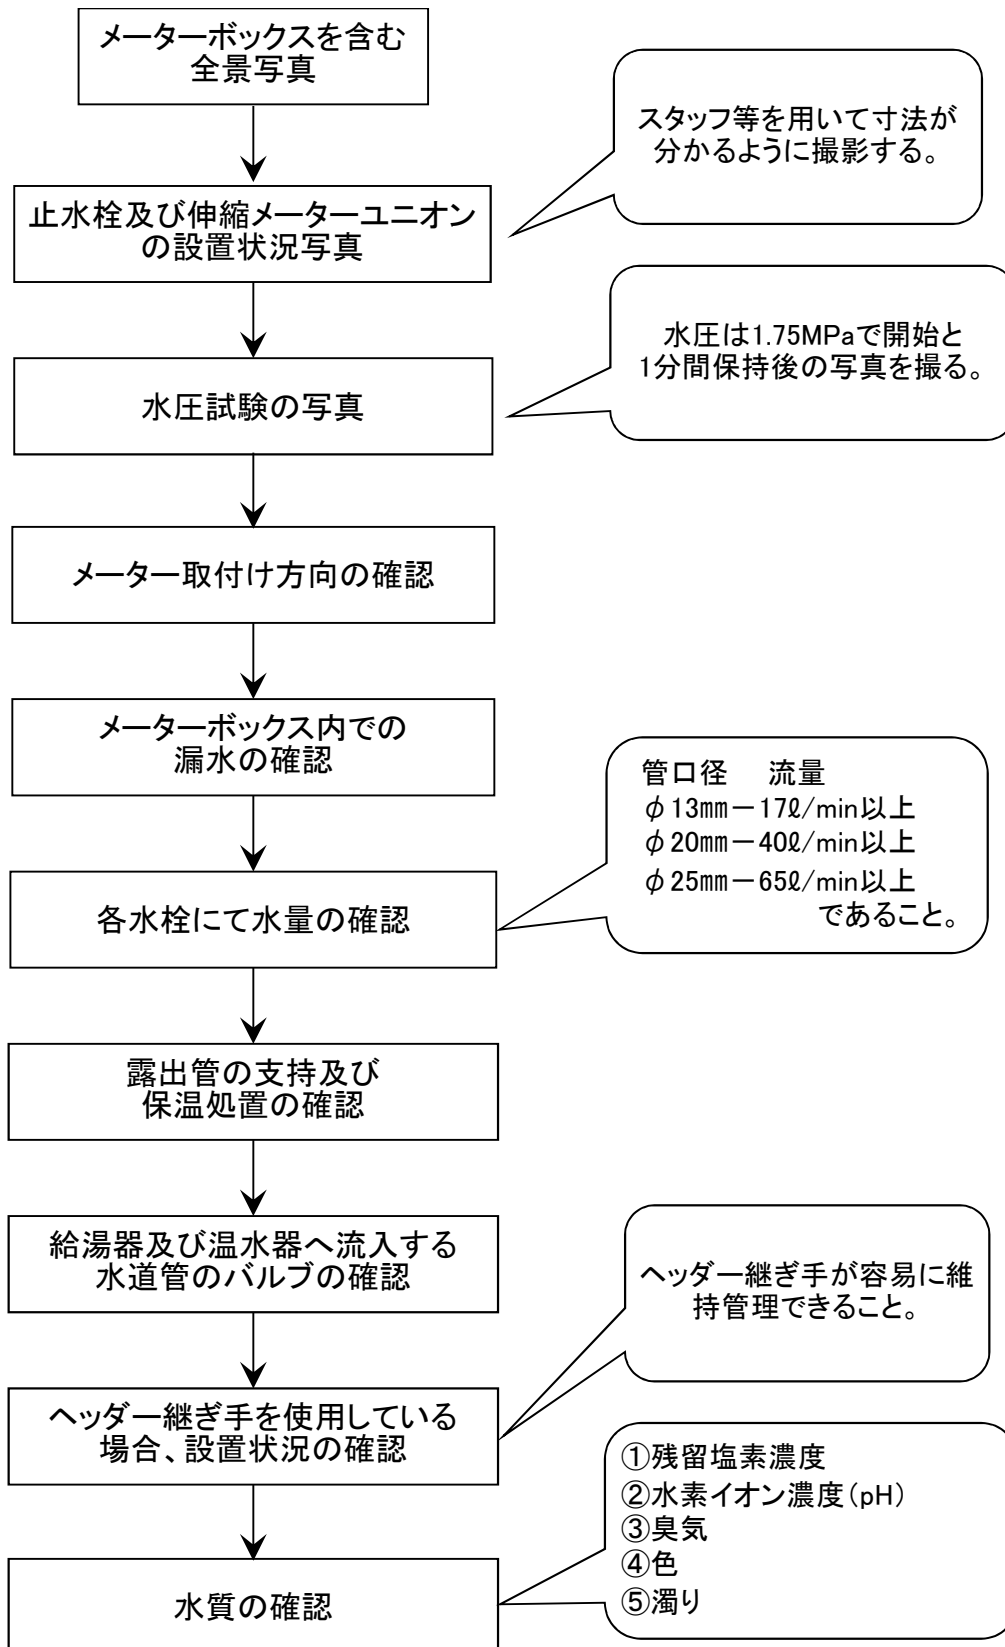 メーターボックスを含む
全景写真
スタッフ等を用いて寸法が
分かるように撮影する。
止水栓及び伸縮メーターユニオン
の設置状況写真
水圧は1.75MPaで開始と
1分間保持後の写真を撮る。
水圧試験の写真
メーター取付け方向の確認
メーターボックス内での
漏水の確認
管口径 流量
φ13㎜－17ℓ/min以上
φ20㎜－40ℓ/min以上
φ25㎜－65ℓ/min以上
であること。
各水栓にて水量の確認
露出管の支持及び
保温処置の確認
給湯器及び温水器へ流入する
水道管のバルブの確認
ヘッダー継ぎ手が容易に維
持管理できること。
ヘッダー継ぎ手を使用している
場合、設置状況の確認
①残留塩素濃度
②水素イオン濃度（pH）
③臭気
④色
⑤濁り
水質の確認